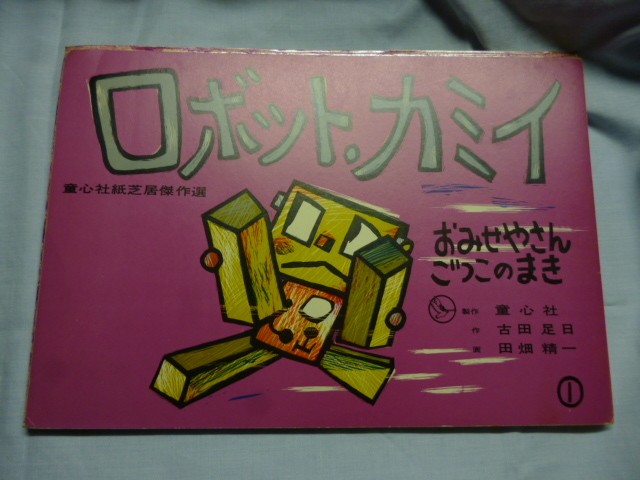 ロボット・カミイ
童心社紙芝居傑作選
おみせやさん
ごっこのまき
製作 童心社
作 古田足日
画 田畑精一
①